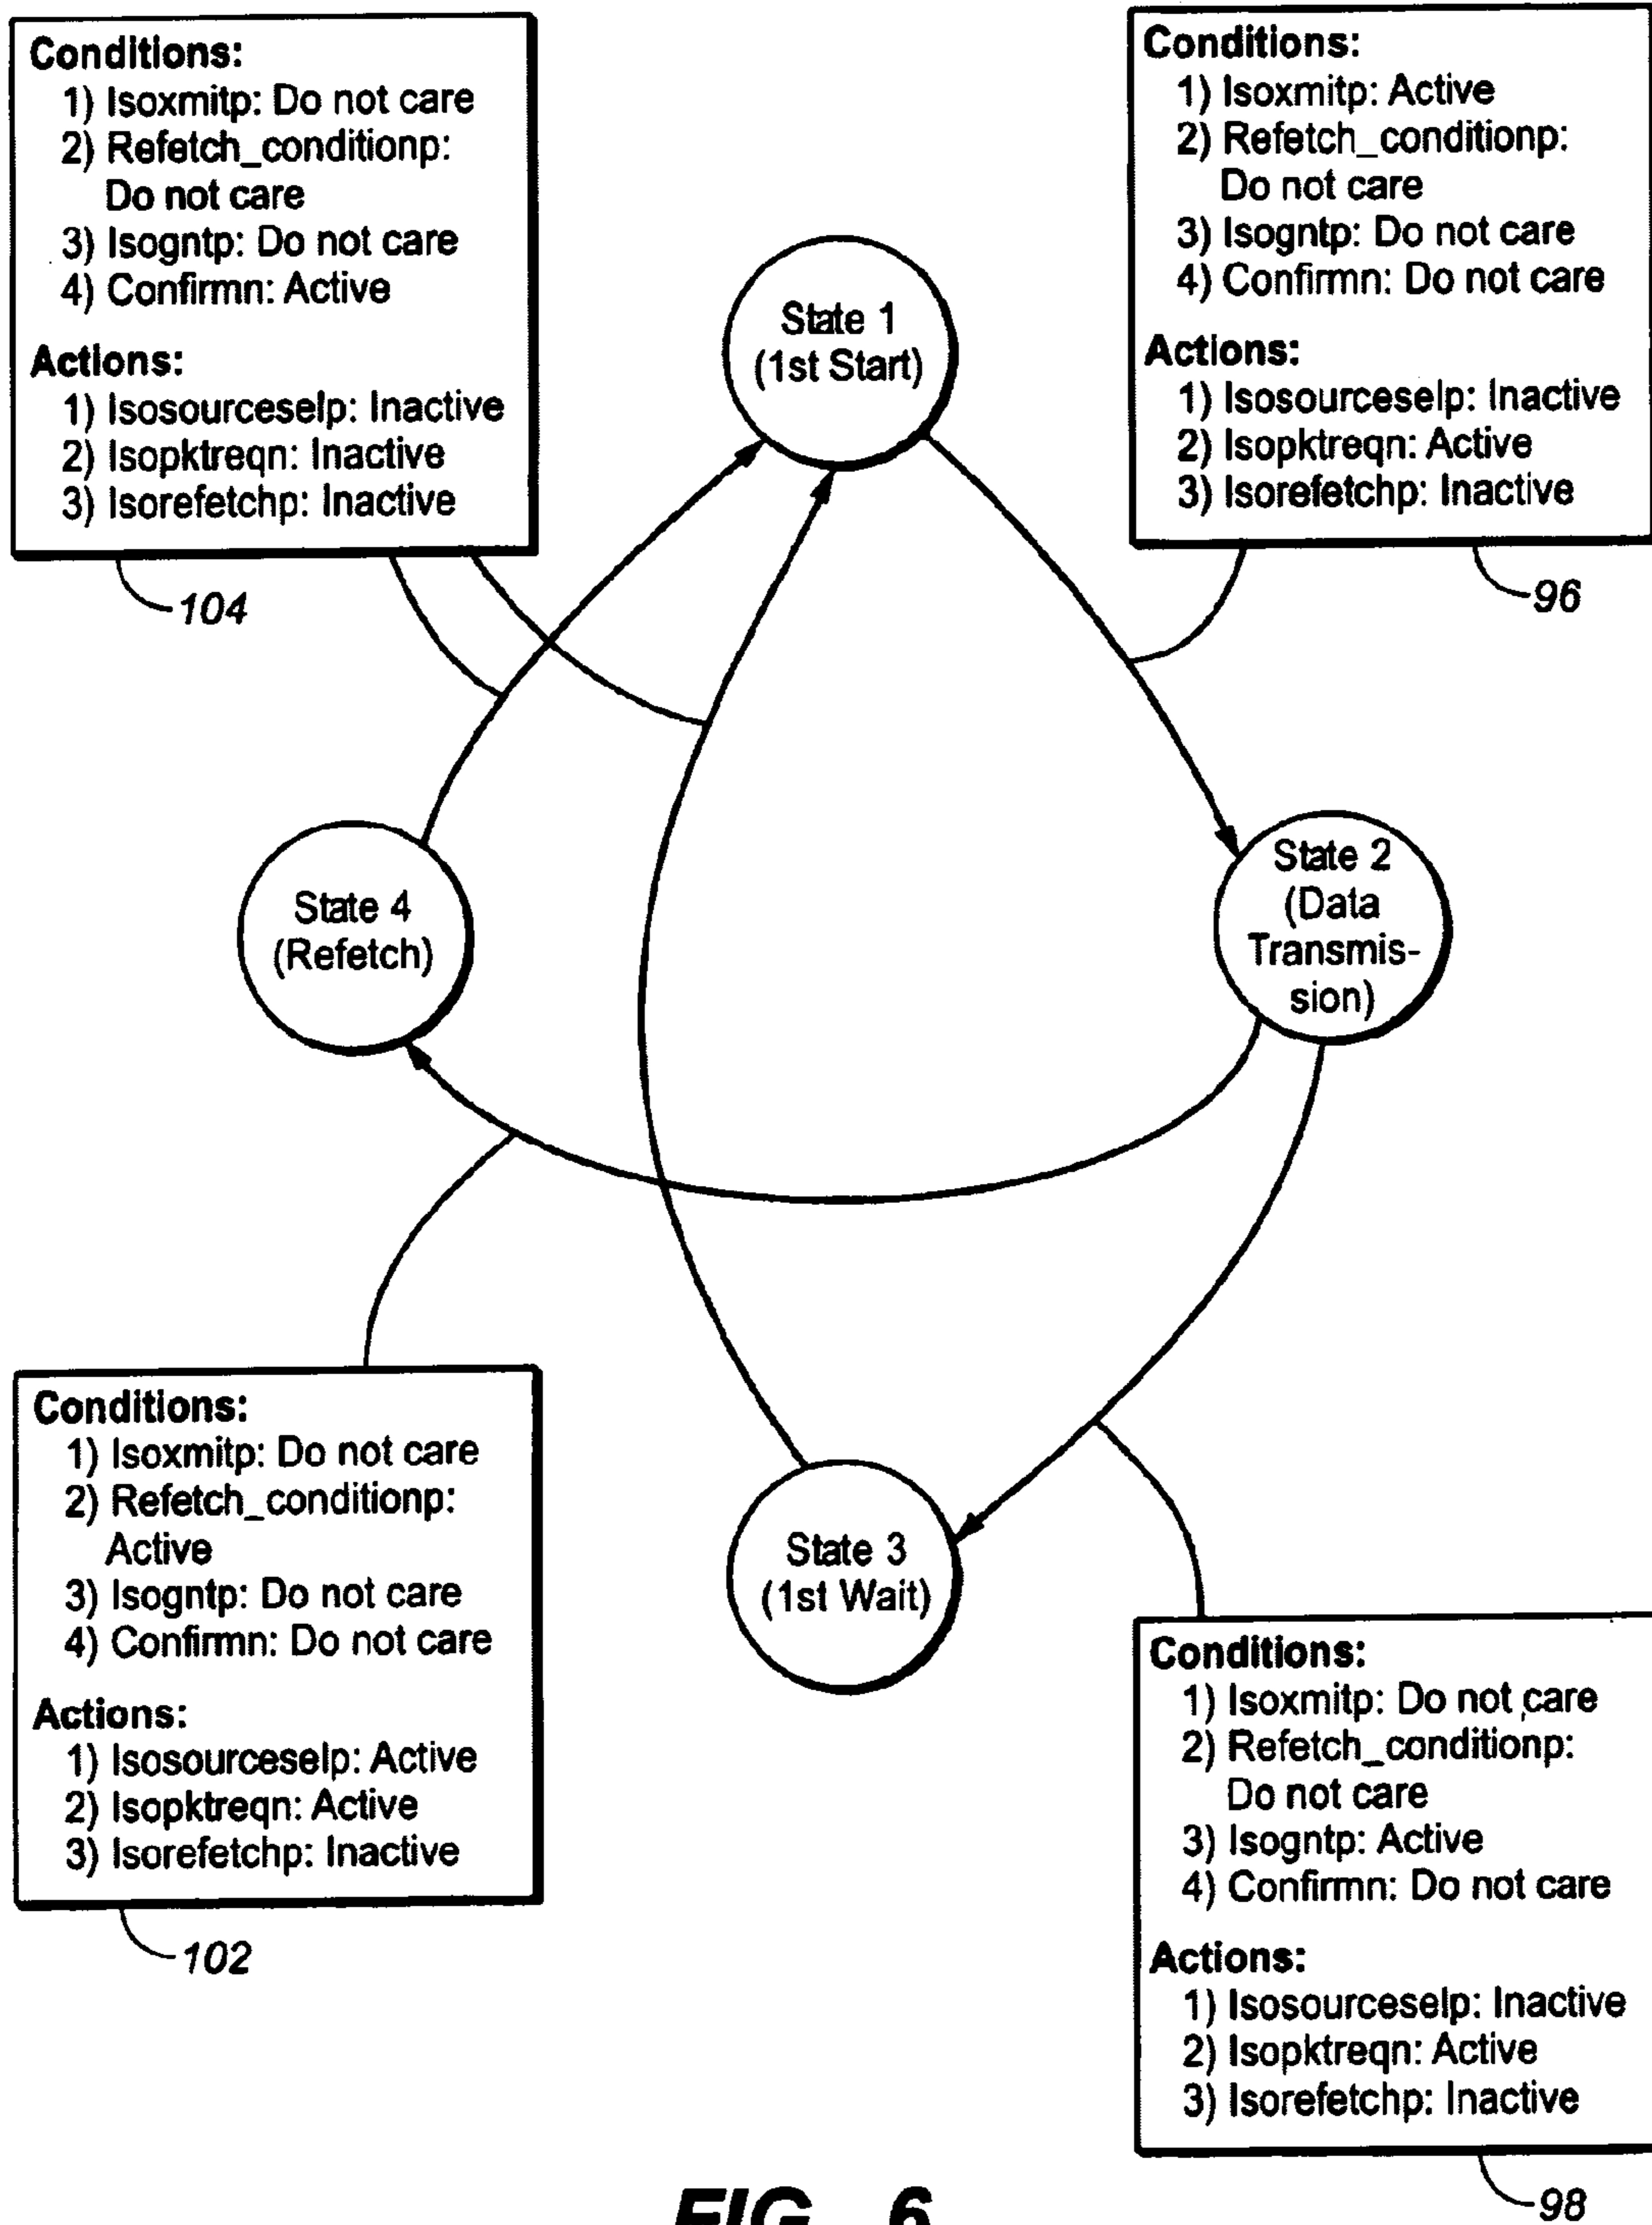 Conditions:
1) Isoxmitp: Do not care
2) Refetch_conditionp:
Do not care
3) Isogntp: Do not care
4) Confirmn: Active
Actions:
1) Isosourceselp: Inactive
2) Isopktreqn: Inactive
3) Isorefetchp: Inactive
104
Conditions:
1) Isoxmitp: Active
2) Refetch_conditionp:
Do not care
3) Isogntp: Do not care
4) Confirmn: Do not care
Actions:
1) Isosourceselp: Inactive
2) Isopktreqn: Active
3) Isorefetchp: Inactive
96
State 1
(1st Start)
State 4
(Refetch)
State 2
(Data
Transmis-
sion)
State 3
(1st Wait)
Conditions:
1) Isoxmitp: Do not care
2) Refetch_conditionp:
Active
3) Isogntp: Do not care
4) Confirmn: Do not care
Actions:
1) Isosourceselp: Active
2) Isopktreqn: Active
3) Isorefetchp: Inactive
102
Conditions:
1) Isoxmitp: Do not care
2) Refetch_conditionp:
Do not care
3) Isogntp: Active
4) Confirmn: Do not care
Actions:
1) Isosourceselp: Inactive
2) Isopktreqn: Active
3) Isorefetchp: Inactive
98
FIG_6